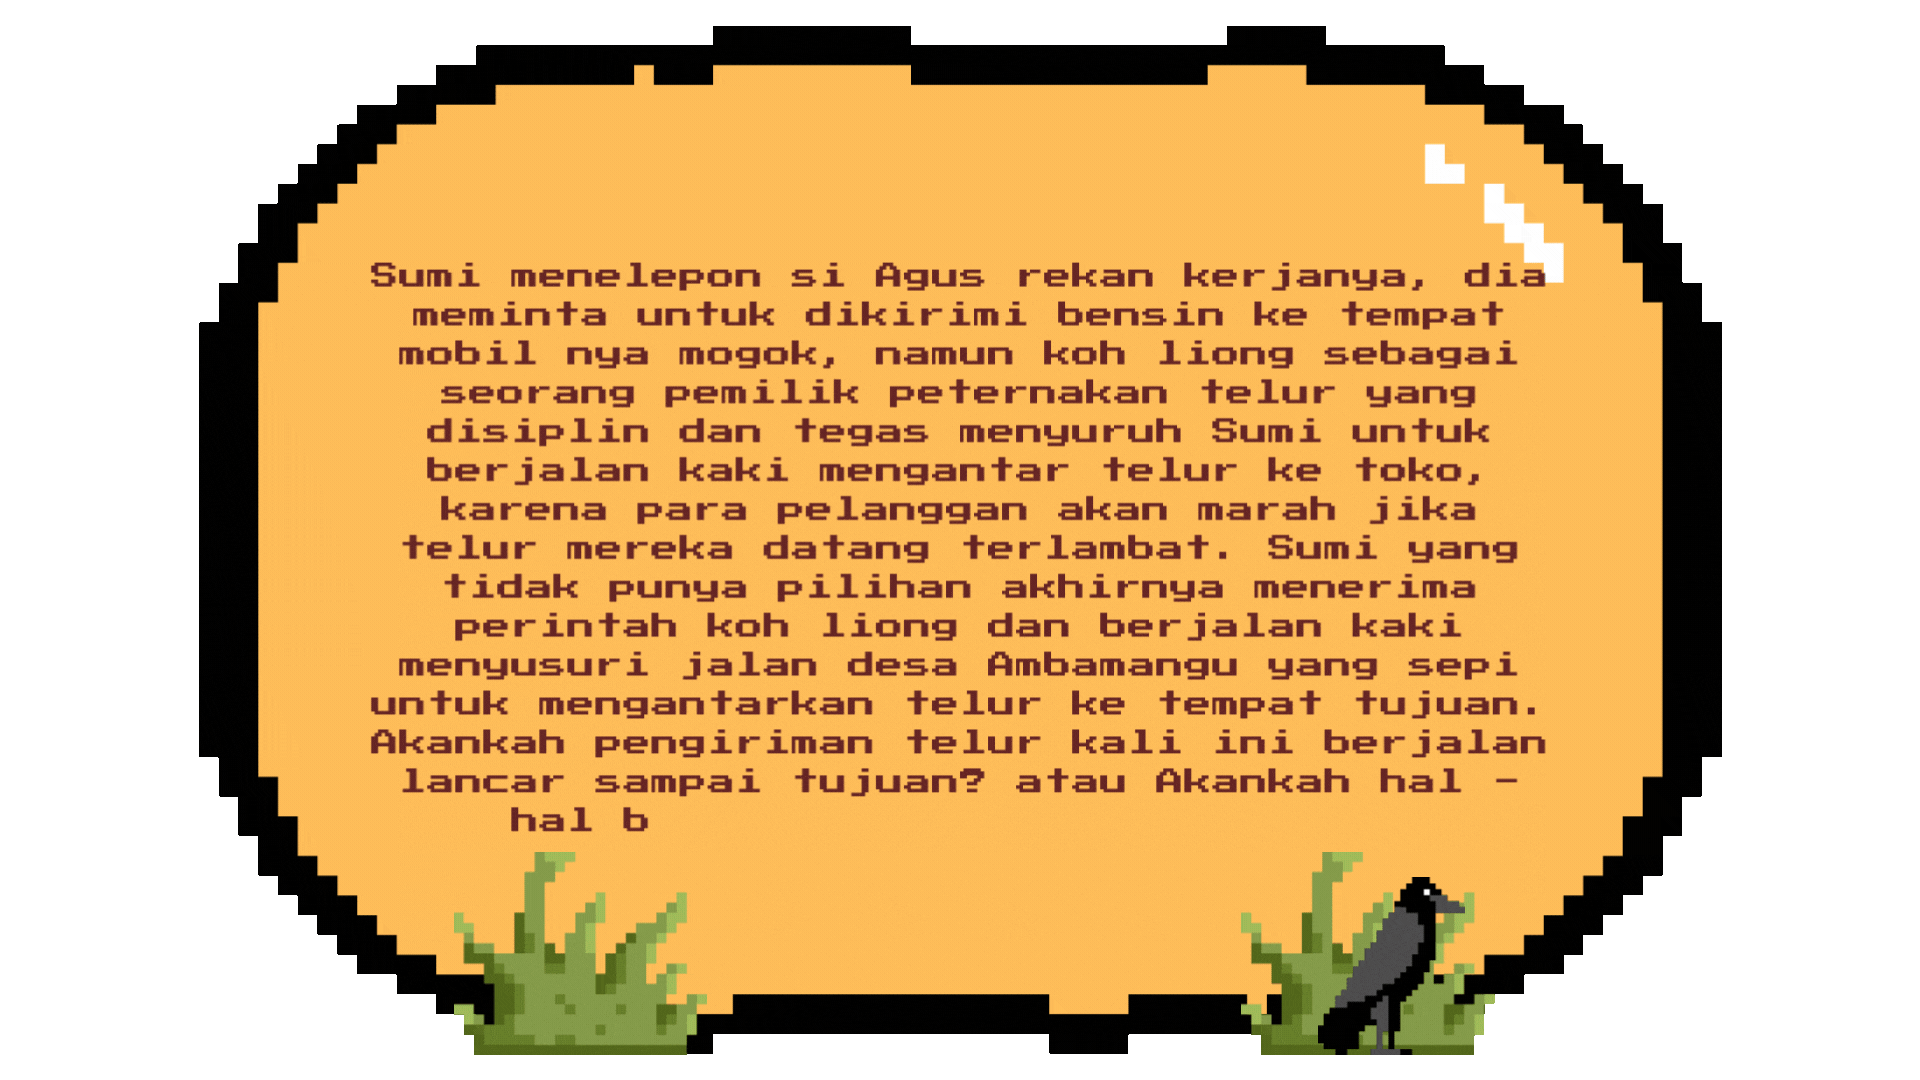 Sumi menelepon si Agus rekan kerjanya, dia
meminta untuk dikirimi bensin ke tempat
mobil nya mogok, namun koh liong sebagai
seorang pemilik peternakan telur yang
disiplin dan tegas menyuruh Sumi untuk
berjalan kaki mengantar telur ke toko,
karena para pelanggan akan marah jika
telur mereka datang terlambat. Sumi yang
tidak punya pilihan akhirnya menerima
perintah koh liong dan berjalan kaki
menyusuri jalan desa Ambamangu yang sepi
untuk mengantarkan telur ke tempat tujuan.
Akankah pengiriman telur kali ini berjalan
lancar sampai tujuan? atau Akankah hal -
hal b